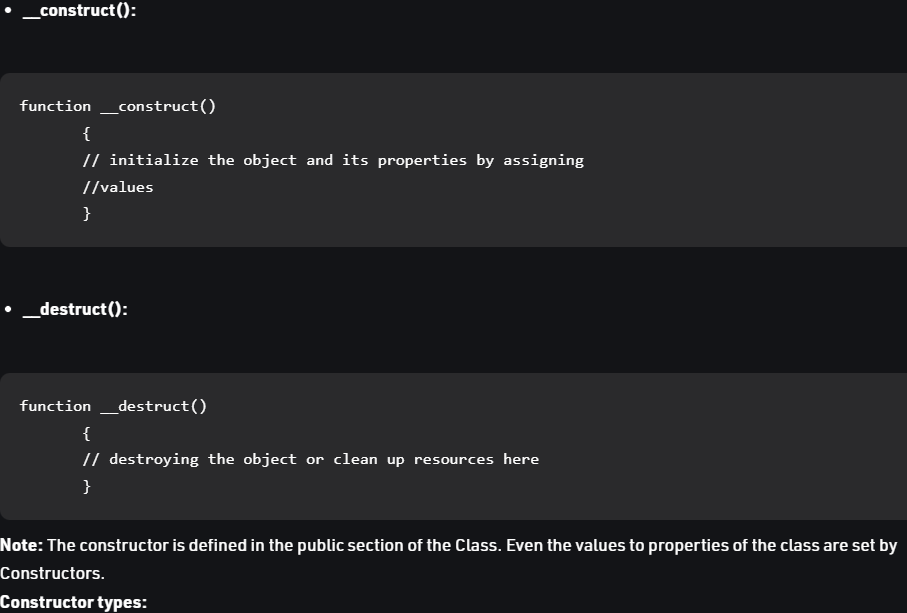 • __construct():
function __construct()
{
// initialize the object and its properties by assigning
//values
}
• __destruct():
function __destruct()
{
// destroying the object or clean up resources here
}
Note: The constructor is defined in the public section of the Class. Even the values to properties of the class are set by
Constructors.
Constructor types: